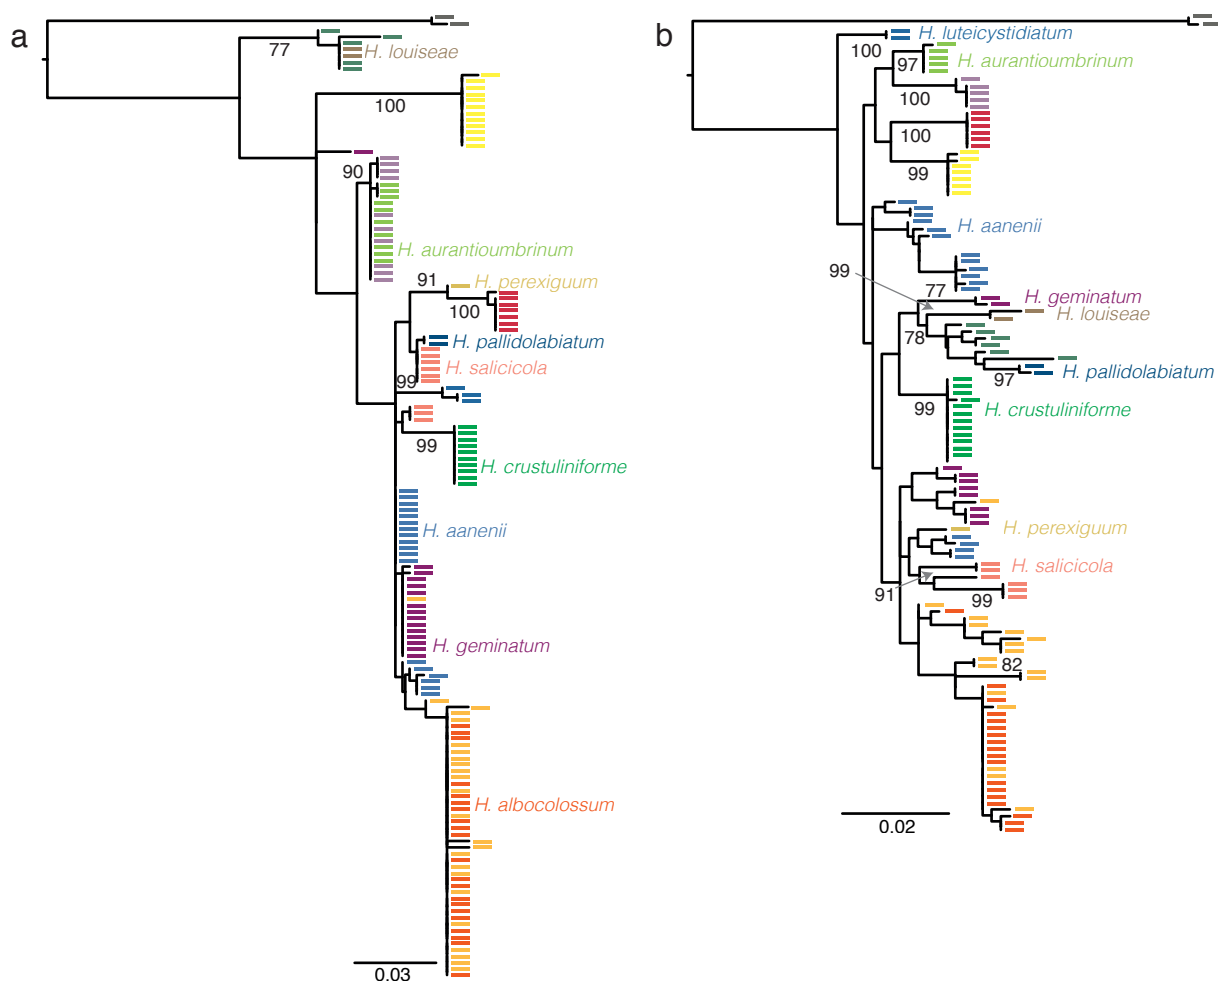 a
77
H. louiseae
100
90
H. aurantioumbrinum
91
H. perexiguum
100
H. pallidolabiatum
H. salicicola
99
99
H. crustuliniforme
H. aanenii
H. geminatum
H. albocolossum
0.03
b
H. luteicystidiatum
100
97
H. aurantioumbrinum
100
100
99
H. aanenii
99
77
H. geminatum
H. louiseae
78
97
H. pallidolabiatum
99
H. crustuliniforme
H. perexiguum
H. salicicola
91
99
82
0.02